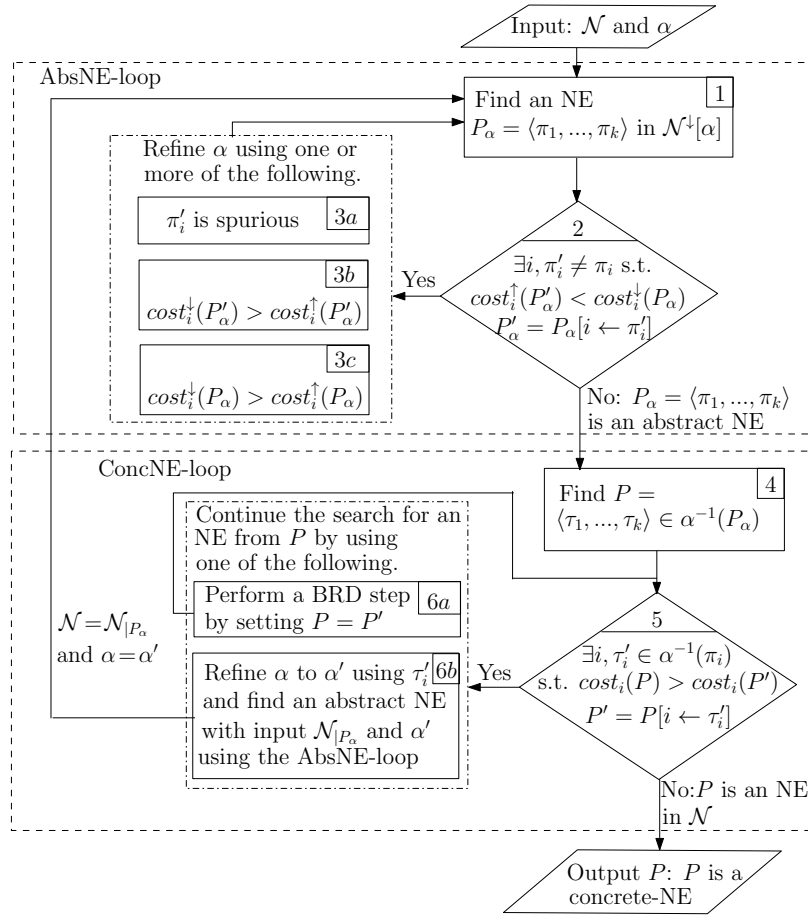 Input: 𝒩 and α
AbsNE-loop
1
Find an NE
P_α = ⟨π_1, ..., π_k⟩ in 𝒩^↓[α]
Refine α using one or
more of the following.
3a
π′_i is spurious
3b
cost^↓_i(P′_α) > cost^↑_i(P′_α)
3c
cost^↓_i(P_α) > cost^↑_i(P_α)
Yes
2
∃i, π′_i ≠ π_i s.t.
cost^↑_i(P′_α) < cost^↓_i(P_α)
P′_α = P_α[i ← π′_i]
No: P_α = ⟨π_1, ..., π_k⟩
is an abstract NE
ConcNE-loop
4
Find P =
⟨τ_1, ..., τ_k⟩ ∈ α^{-1}(P_α)
Continue the search for an
NE from P by using
one of the following.
6a
Perform a BRD step
by setting P = P′
6b
Refine α to α′ using τ′_i
and find an abstract NE
with input 𝒩_{|P_α} and α′
using the AbsNE-loop
𝒩=𝒩_{|P_α}
and α=α′
Yes
5
∃i, τ′_i ∈ α^{-1}(π_i)
s.t. cost_i(P) > cost_i(P′)
P′ = P[i ← τ′_i]
No:P is an NE
in 𝒩
Output P: P is a
concrete-NE